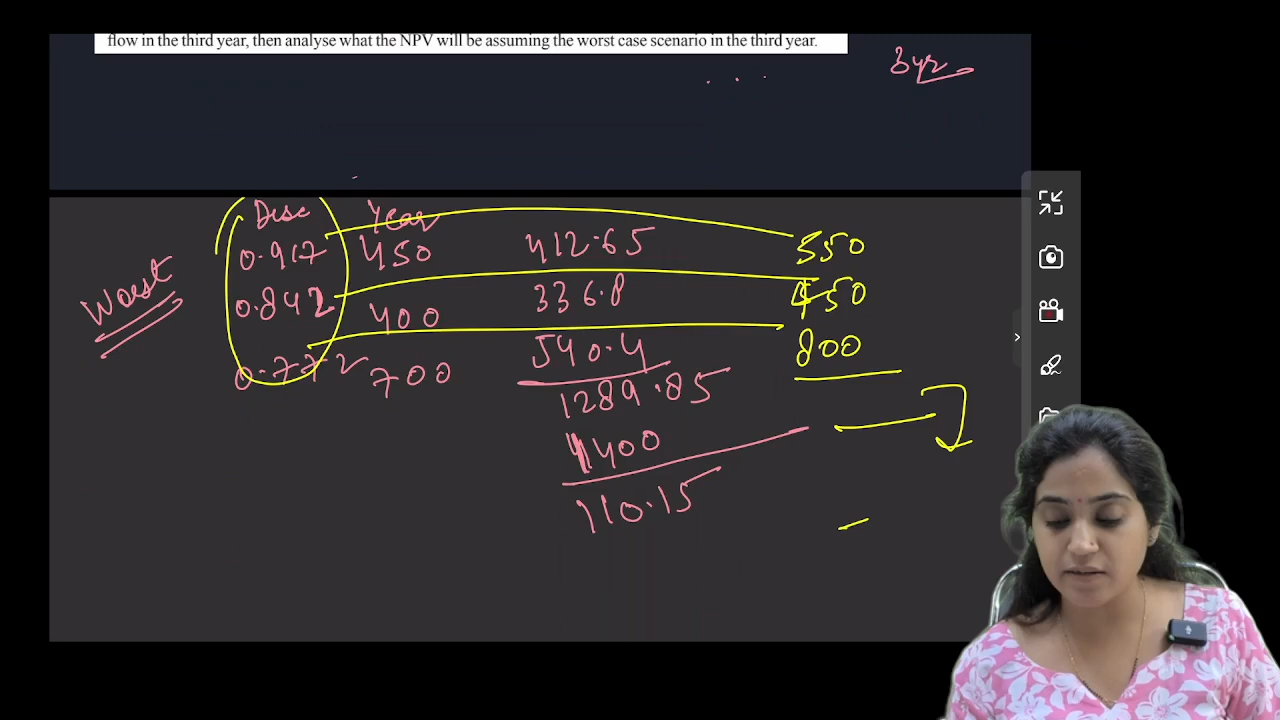 flow in the third year, then analyse what the NPV will be assuming the worst case scenario in the third year.
3yr
Disc Year
0.917 450 412.65 550
Worst
0.842 400 336.8 450
0.772 700 540.4 800
1289.85
1400
110.15